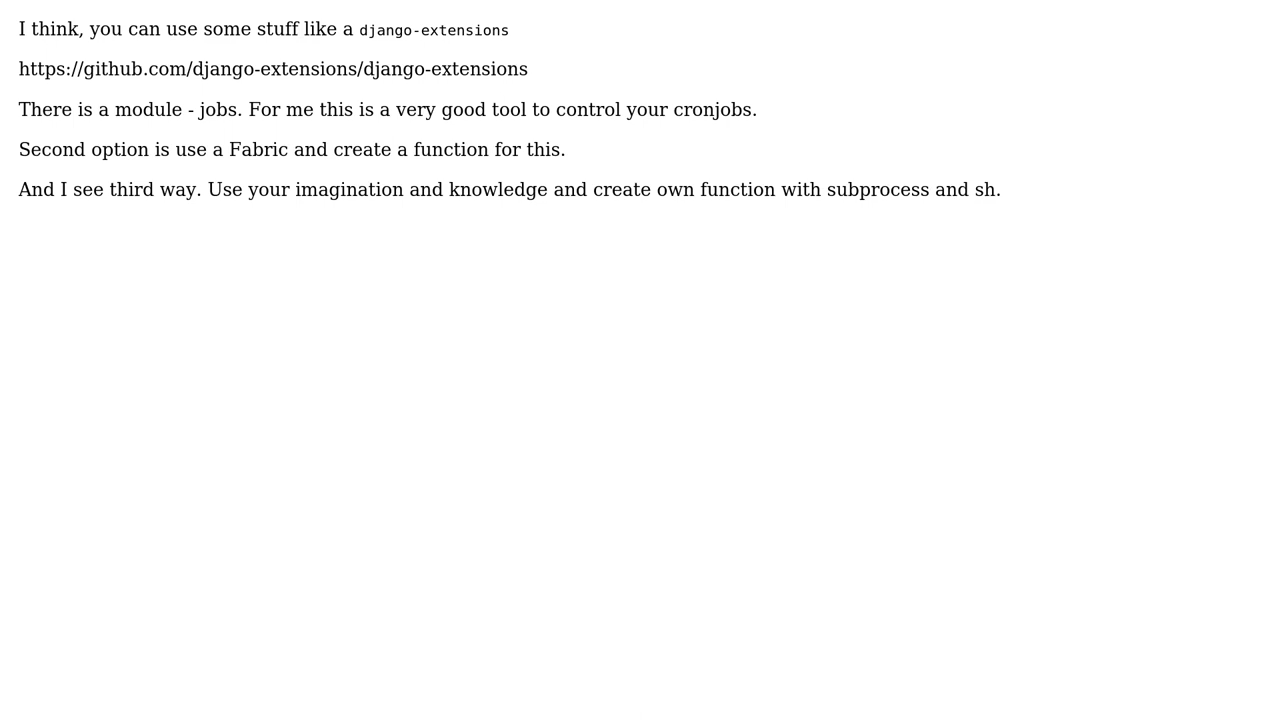 I think, you can use some stuff like a django-extensions
https://github.com/django-extensions/django-extensions
There is a module - jobs. For me this is a very good tool to control your cronjobs.
Second option is use a Fabric and create a function for this.
And I see third way. Use your imagination and knowledge and create own function with subprocess and sh.